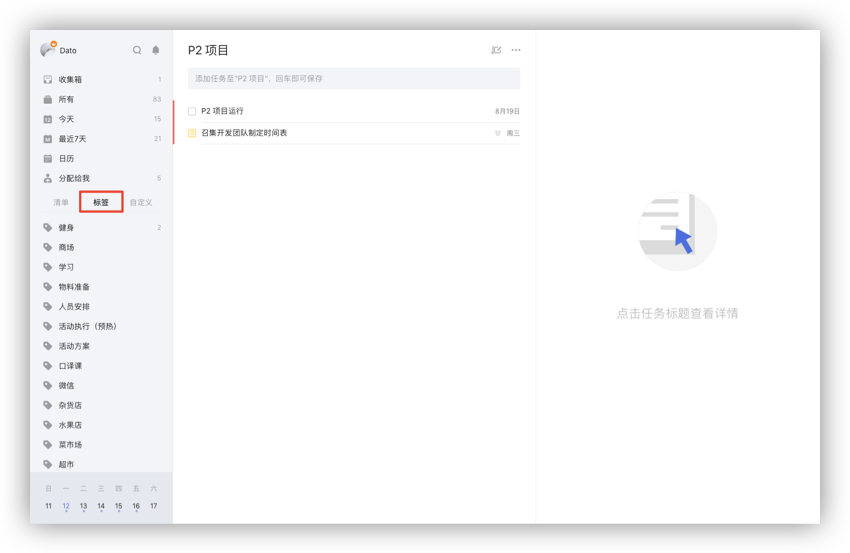 Dato
收集箱 1
所有 83
今天 15
最近7天 21
日历
分配给我 5
清单 标签 自定义
健身 2
商场
学习
物料准备
人员安排
活动执行（预热）
活动方案
口译课
微信
杂货店
水果店
菜市场
超市
日 一 二 三 四 五 六
11 12 13 14 15 16 17
P2 项目
添加任务至“P2 项目”，回车即可保存
P2 项目运行 8月19日
召集开发团队制定时间表 周三
点击任务标题查看详情